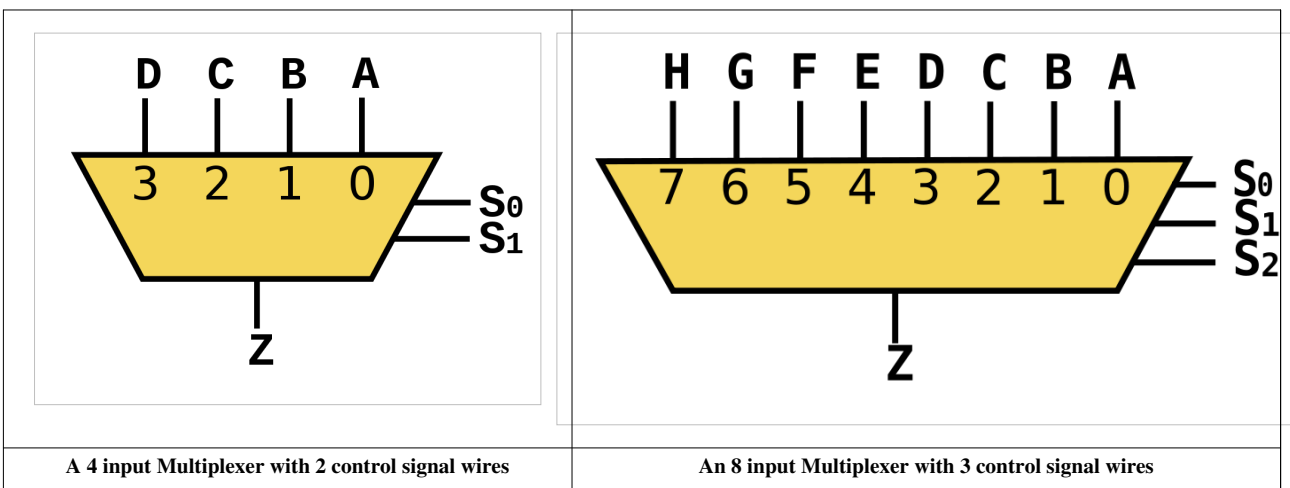 D C B A
3 2 1 0
S0
S1
Z
A 4 input Multiplexer with 2 control signal wires
H G F E D C B A
7 6 5 4 3 2 1 0
S0
S1
S2
Z
An 8 input Multiplexer with 3 control signal wires